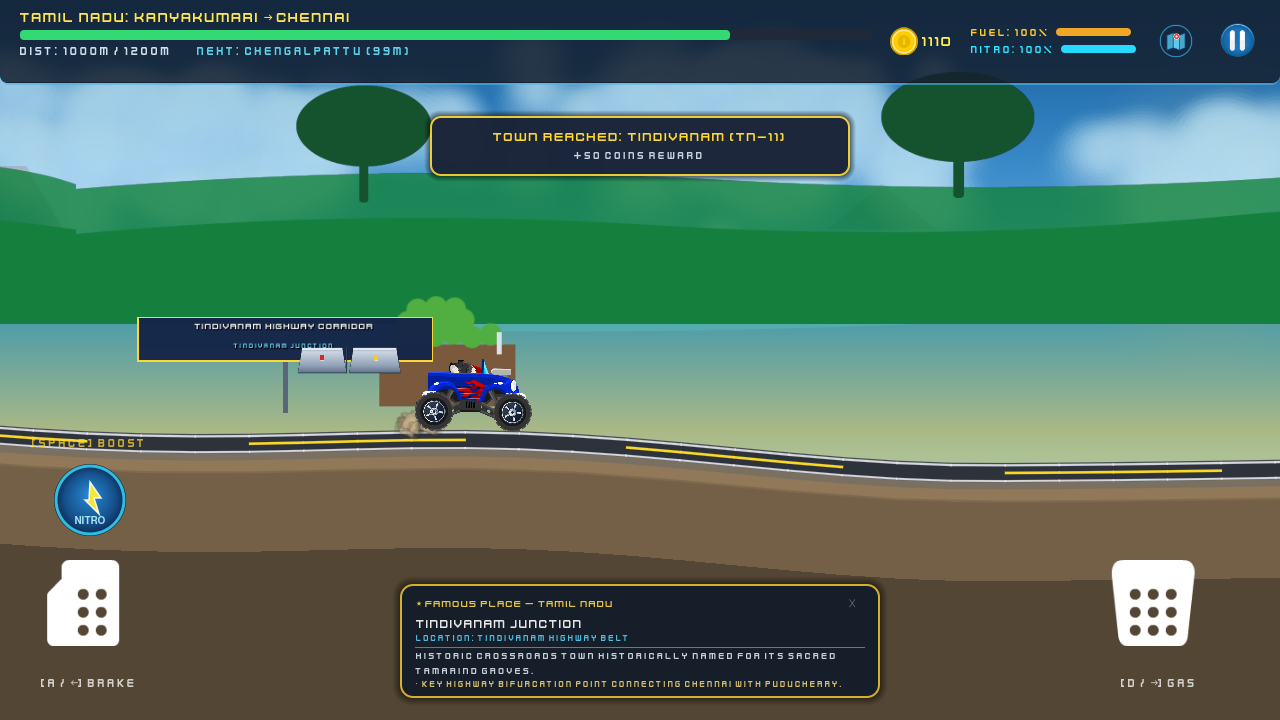 TAMIL NADU: KANYAKUMARI → CHENNAI
DIST: 1000M / 1200M NEXT: CHENGALPATTU (99M)
1110
FUEL: 100%
NITRO: 100%
TOWN REACHED: TINDIVANAM (TN-11)
+50 COINS REWARD
TINDIVANAM HIGHWAY CORRIDOR
TINDIVANAM JUNCTION
[SPACE] BOOST
NITRO
[A / ←] BRAKE
[D / →] GAS
★ FAMOUS PLACE — TAMIL NADU X
TINDIVANAM JUNCTION
LOCATION: TINDIVANAM HIGHWAY BELT
HISTORIC CROSSROADS TOWN HISTORICALLY NAMED FOR ITS SACRED
TAMARIND GROVES.
· KEY HIGHWAY BIFURCATION POINT CONNECTING CHENNAI WITH PUDUCHERRY.